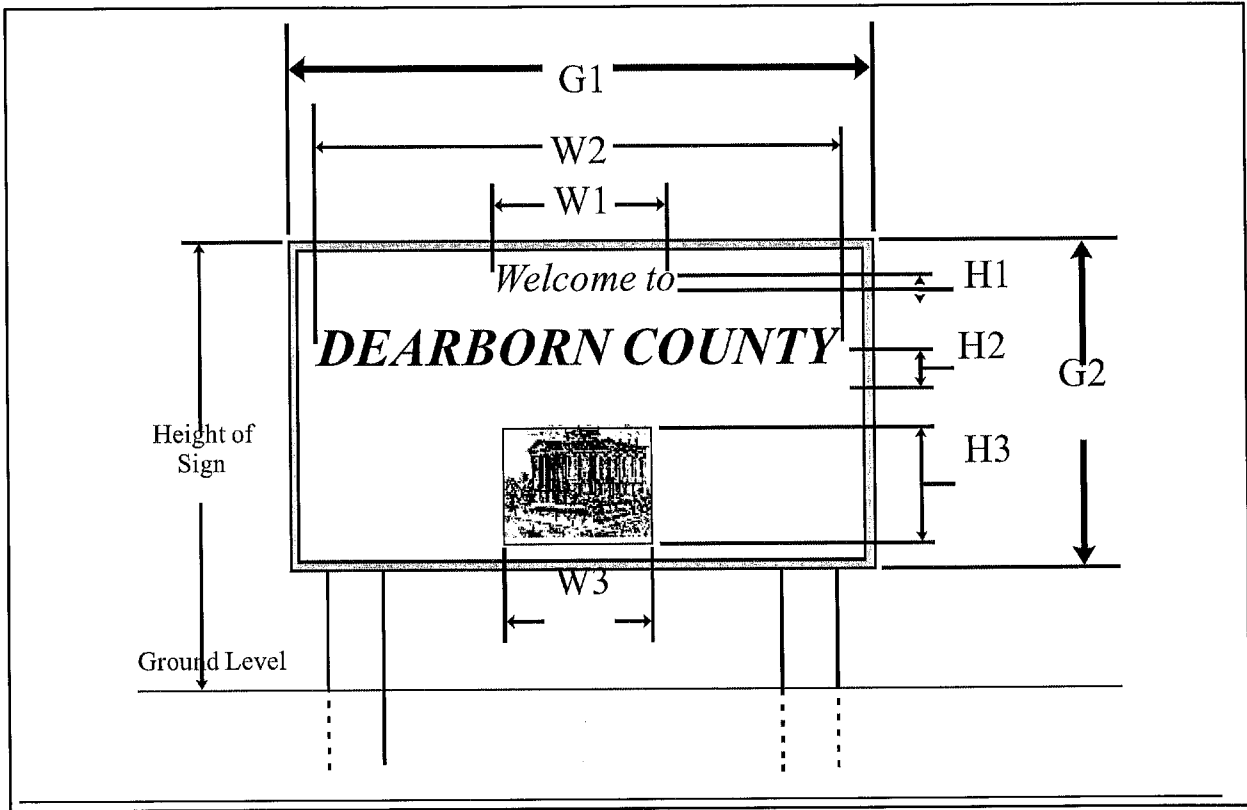 G1
W2
W1
Welcome to
H1
DEARBORN COUNTY
H2
G2
Height of
Sign
H3
W3
Ground Level